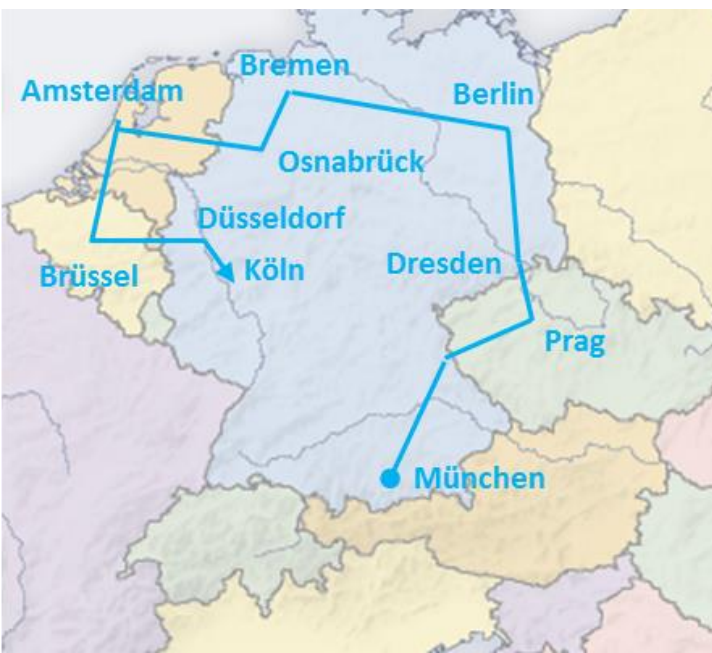 Bremen
Amsterdam
Berlin
Osnabrück
Düsseldorf
Dresden
Köln
Brüssel
Prag
München